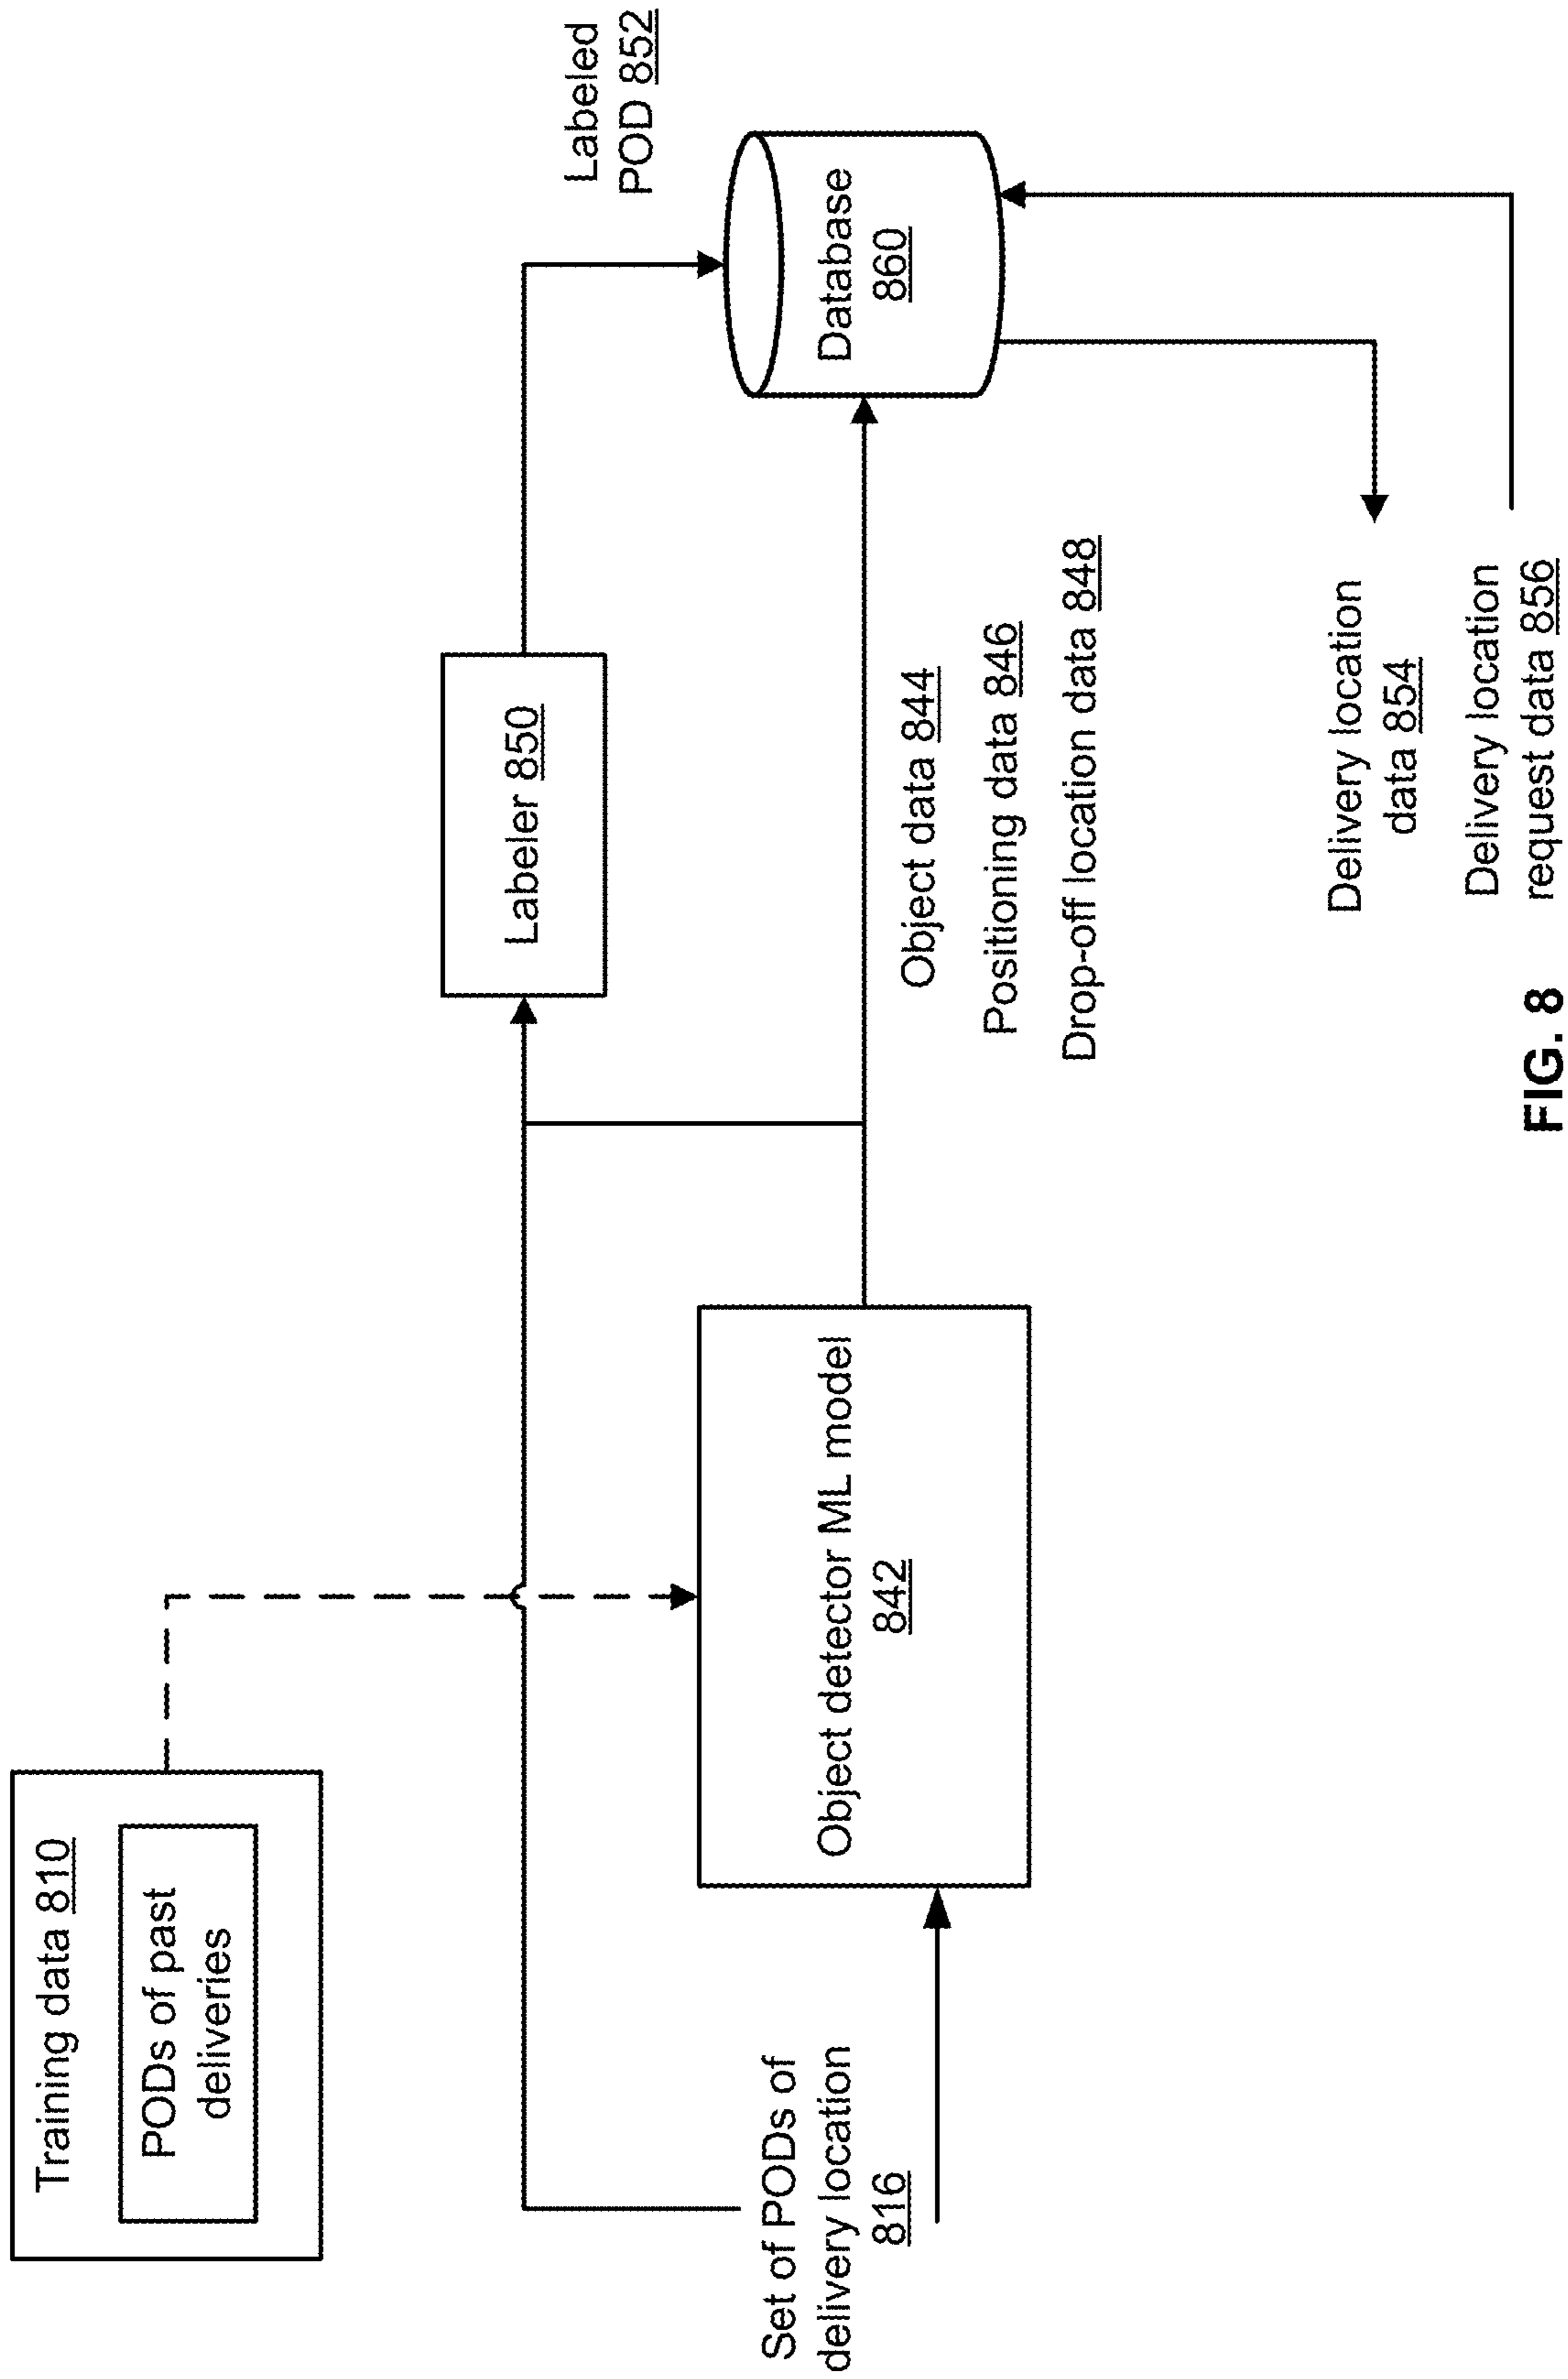 Training data 810
PODs of past
deliveries
Labeled
POD 852
Labeler 850
Set of PODs of
delivery location
816
Object detector ML model
842
Database
860
Object data 844
Positioning data 846
Drop-off location data 848
Delivery location
data 854
Delivery location
request data 856
FIG. 8